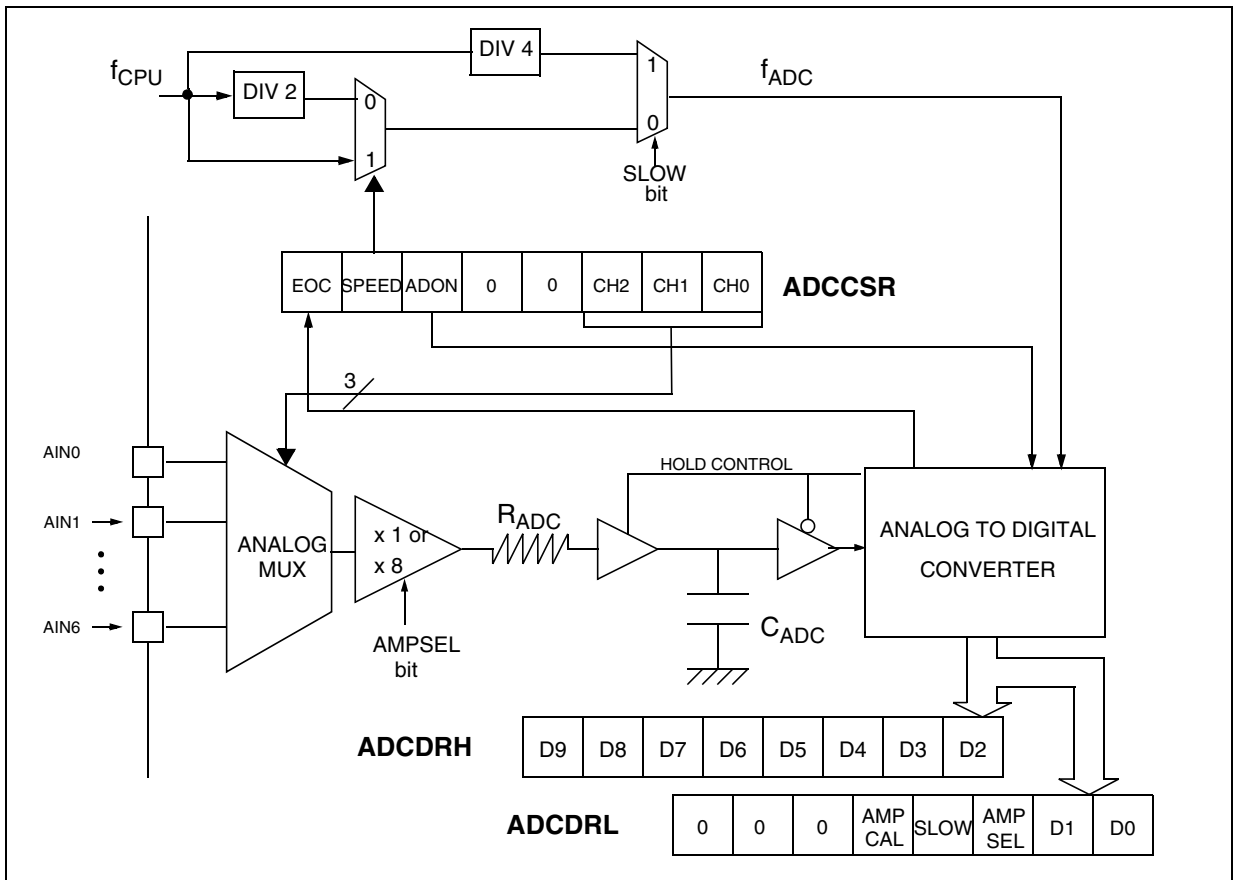 DIV 4
fCPU
DIV 2
0
1
1
0
fADC
SLOW
bit
EOC SPEED ADON 0 0 CH2 CH1 CH0
ADCCSR
3
AIN0
AIN1
AIN6
ANALOG
MUX
x 1 or
x 8
AMPSEL
bit
RADC
HOLD CONTROL
CADC
ANALOG TO DIGITAL
CONVERTER
ADCDRH
D9 D8 D7 D6 D5 D4 D3 D2
ADCDRL
0 0 0 AMP CAL SLOW AMP SEL D1 D0